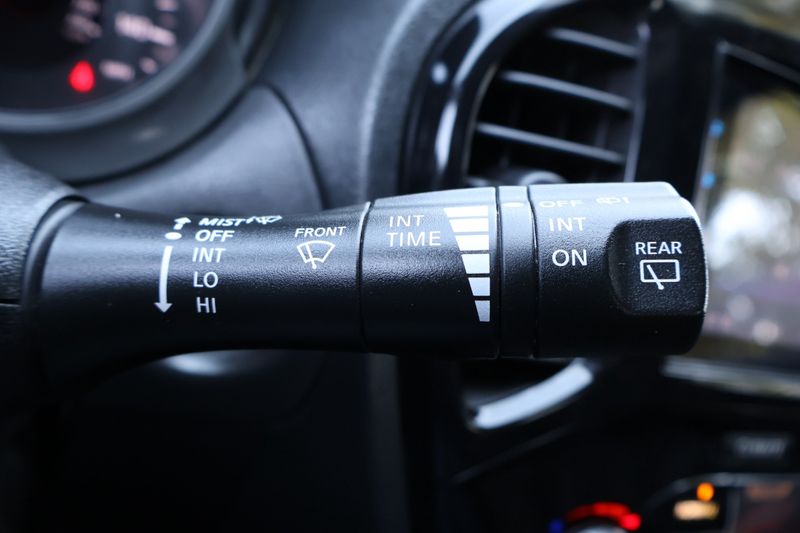 MIST
OFF
INT
LO
HI
FRONT
INT
TIME
OFF
INT
ON
REAR